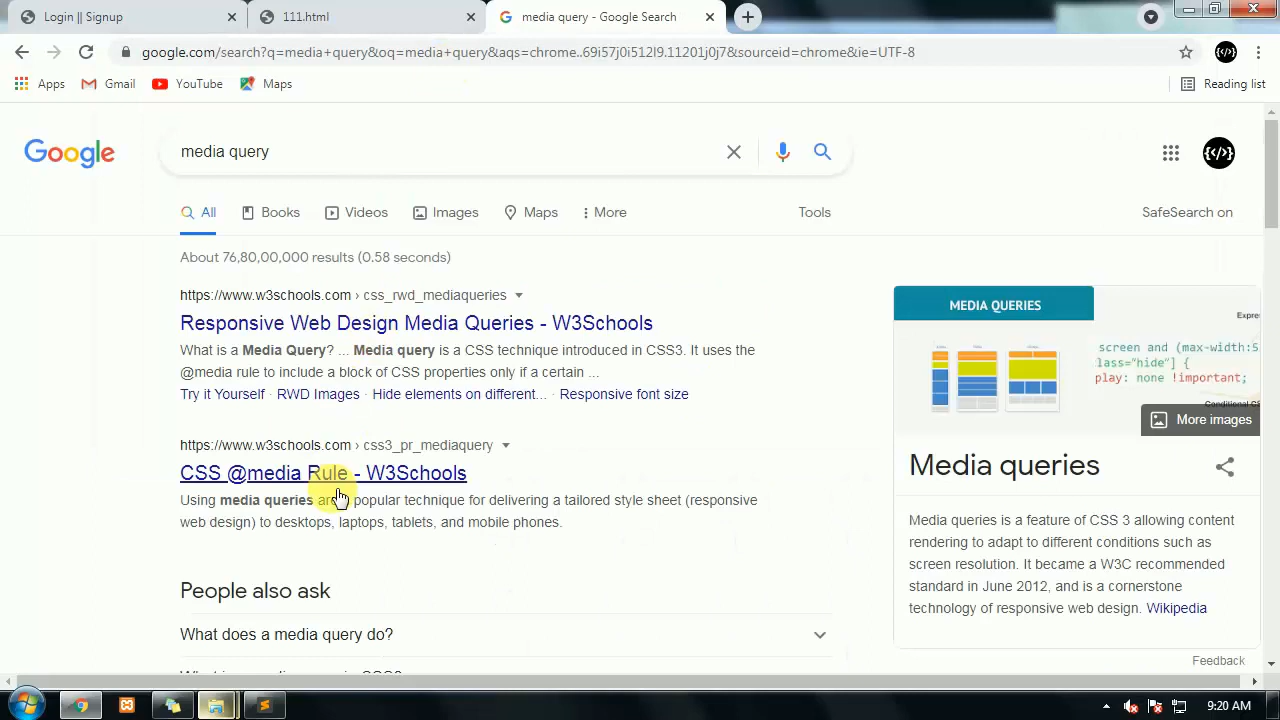 Login || Signup
111.html
media query - Google Search
google.com/search?q=media+query&oq=media+query&aqs=chrome..69i57j0i512l9.11201j0j7&sourceid=chrome&ie=UTF-8
Apps Gmail YouTube Maps Reading list
Google
media query
{</>}
All Books Videos Images Maps More Tools SafeSearch on
About 76,80,00,000 results (0.58 seconds)
https://www.w3schools.com › css_rwd_mediaqueries
Responsive Web Design Media Queries - W3Schools
What is a Media Query? ... Media query is a CSS technique introduced in CSS3. It uses the
@media rule to include a block of CSS properties only if a certain ...
Try it Yourself · RWD Images · Hide elements on different... · Responsive font size
https://www.w3schools.com › css3_pr_mediaquery
CSS @media Rule - W3Schools
Using media queries are popular technique for delivering a tailored style sheet (responsive
web design) to desktops, laptops, tablets, and mobile phones.
People also ask
What does a media query do?
MEDIA QUERIES
Expres
screen and (max-width:5
class="hide"] {
play: none !important;
Conditional CS
More images
Media queries
Media queries is a feature of CSS 3 allowing content
rendering to adapt to different conditions such as
screen resolution. It became a W3C recommended
standard in June 2012, and is a cornerstone
technology of responsive web design. Wikipedia
Feedback
9:20 AM